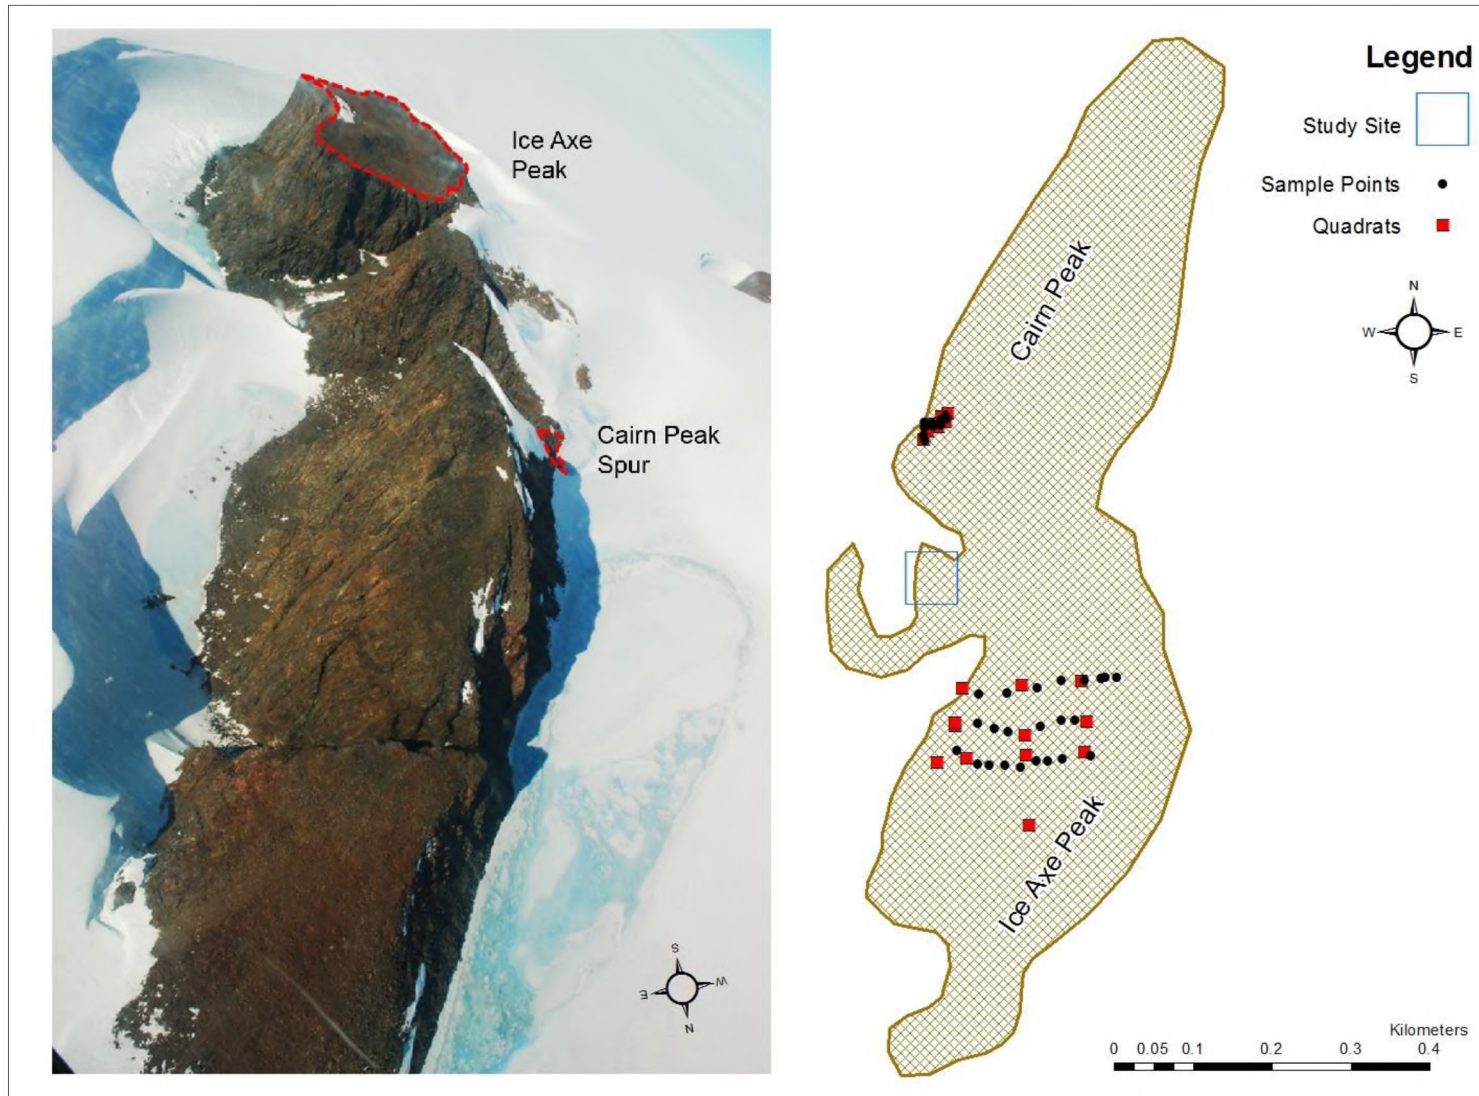 Ice Axe
Peak
Cairn Peak
Spur
S
E
W
N
Cairn Peak
Ice Axe Peak
Legend
Study Site
Sample Points
Quadrats
N
W
E
S
Kilometers
0 0.05 0.1 0.2 0.3 0.4